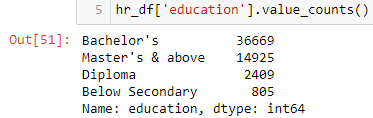 5 hr_df['education'].value_counts()
Out[51]: Bachelor's 36669
Master's & above 14925
Diploma 2409
Below Secondary 805
Name: education, dtype: int64